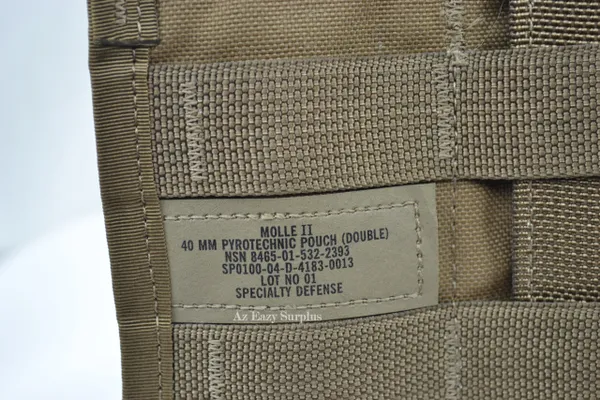 MOLLE II
40 MM PYROTECHNIC POUCH (DOUBLE)
NSN 8465-01-532-2393
SP0100-04-D-4183-0013
LOT NO 01
SPECIALTY DEFENSE
Az Eazy Surplus